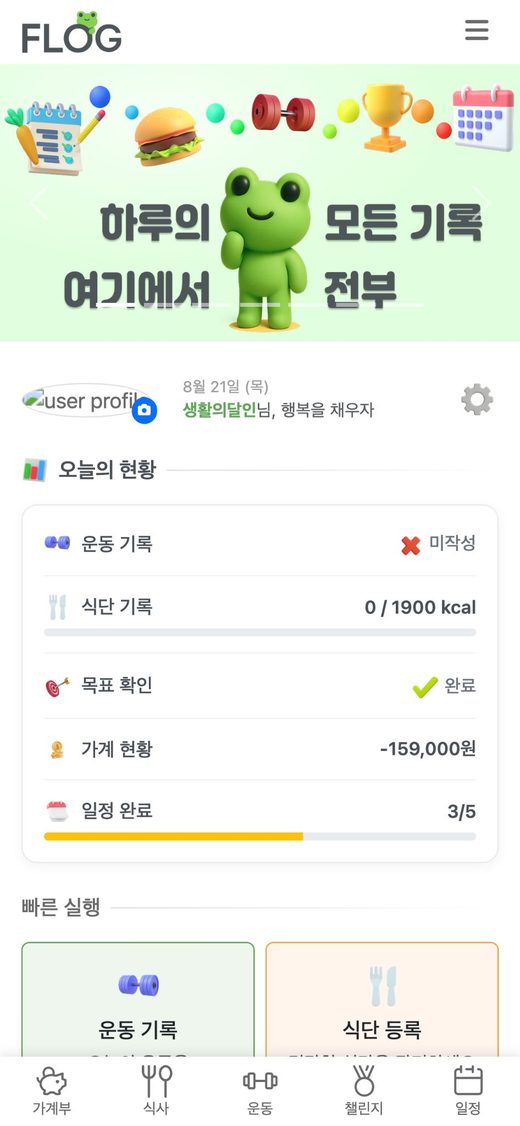 FLOG
하루의 모든 기록
여기에서 전부
user profil
8월 21일 (목)
생활의달인님, 행복을 채우자
오늘의 현황
운동 기록 미작성
식단 기록 0 / 1900 kcal
목표 확인 완료
가계 현황 -159,000원
일정 완료 3/5
빠른 실행
운동 기록 식단 등록
가계부 식사 운동 챌린지 일정